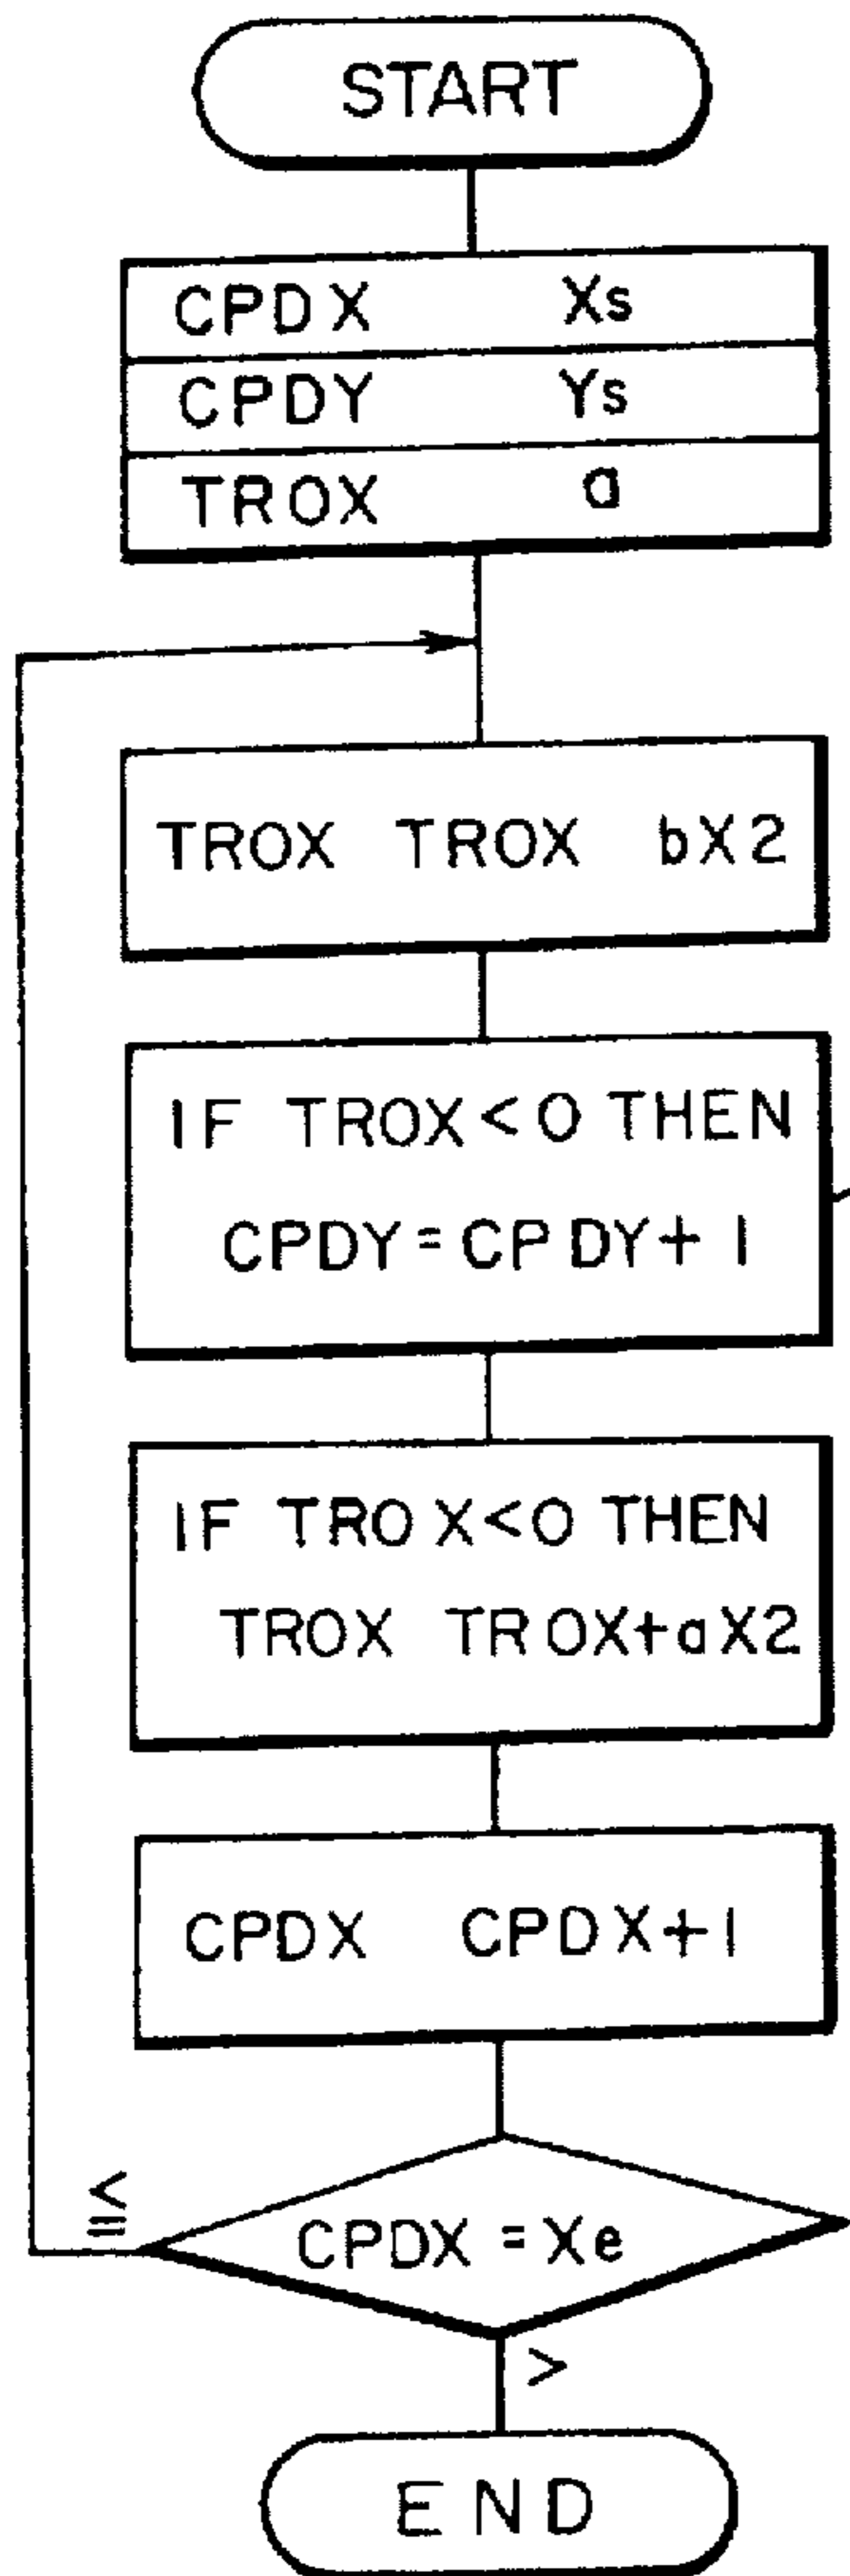 START
CPDX Xs
CPDY Ys
TROX a
TROX TROX bX2
IF TROX<0 THEN
CPDY=CPDY+1
IF TROX<0 THEN
TROX TROX+aX2
CPDX CPDX+1
≦
CPDX=Xe
>
END